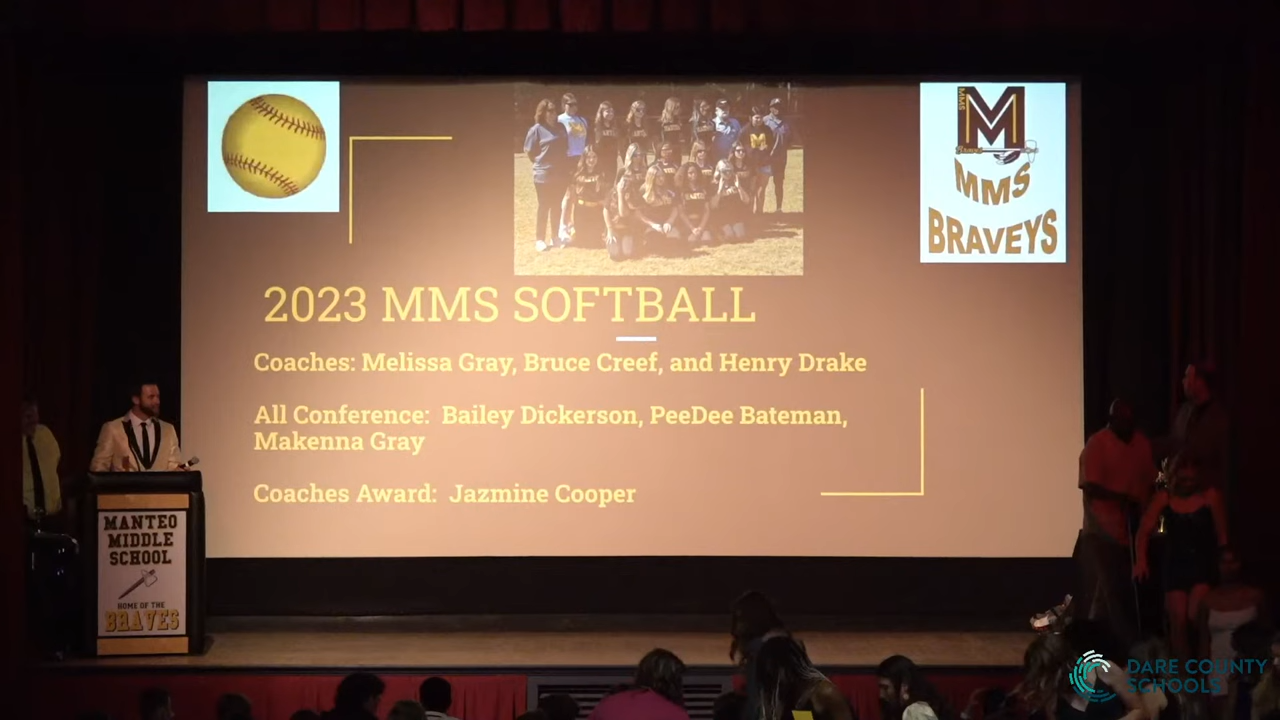 MMS
M
MMS
BRAVEYS
2023 MMS SOFTBALL
Coaches: Melissa Gray, Bruce Creef, and Henry Drake
All Conference: Bailey Dickerson, PeeDee Bateman,
Makenna Gray
Coaches Award: Jazmine Cooper
MANTEO
MIDDLE
SCHOOL
HOME OF THE
BRAVES
DARE COUNTY
SCHOOLS